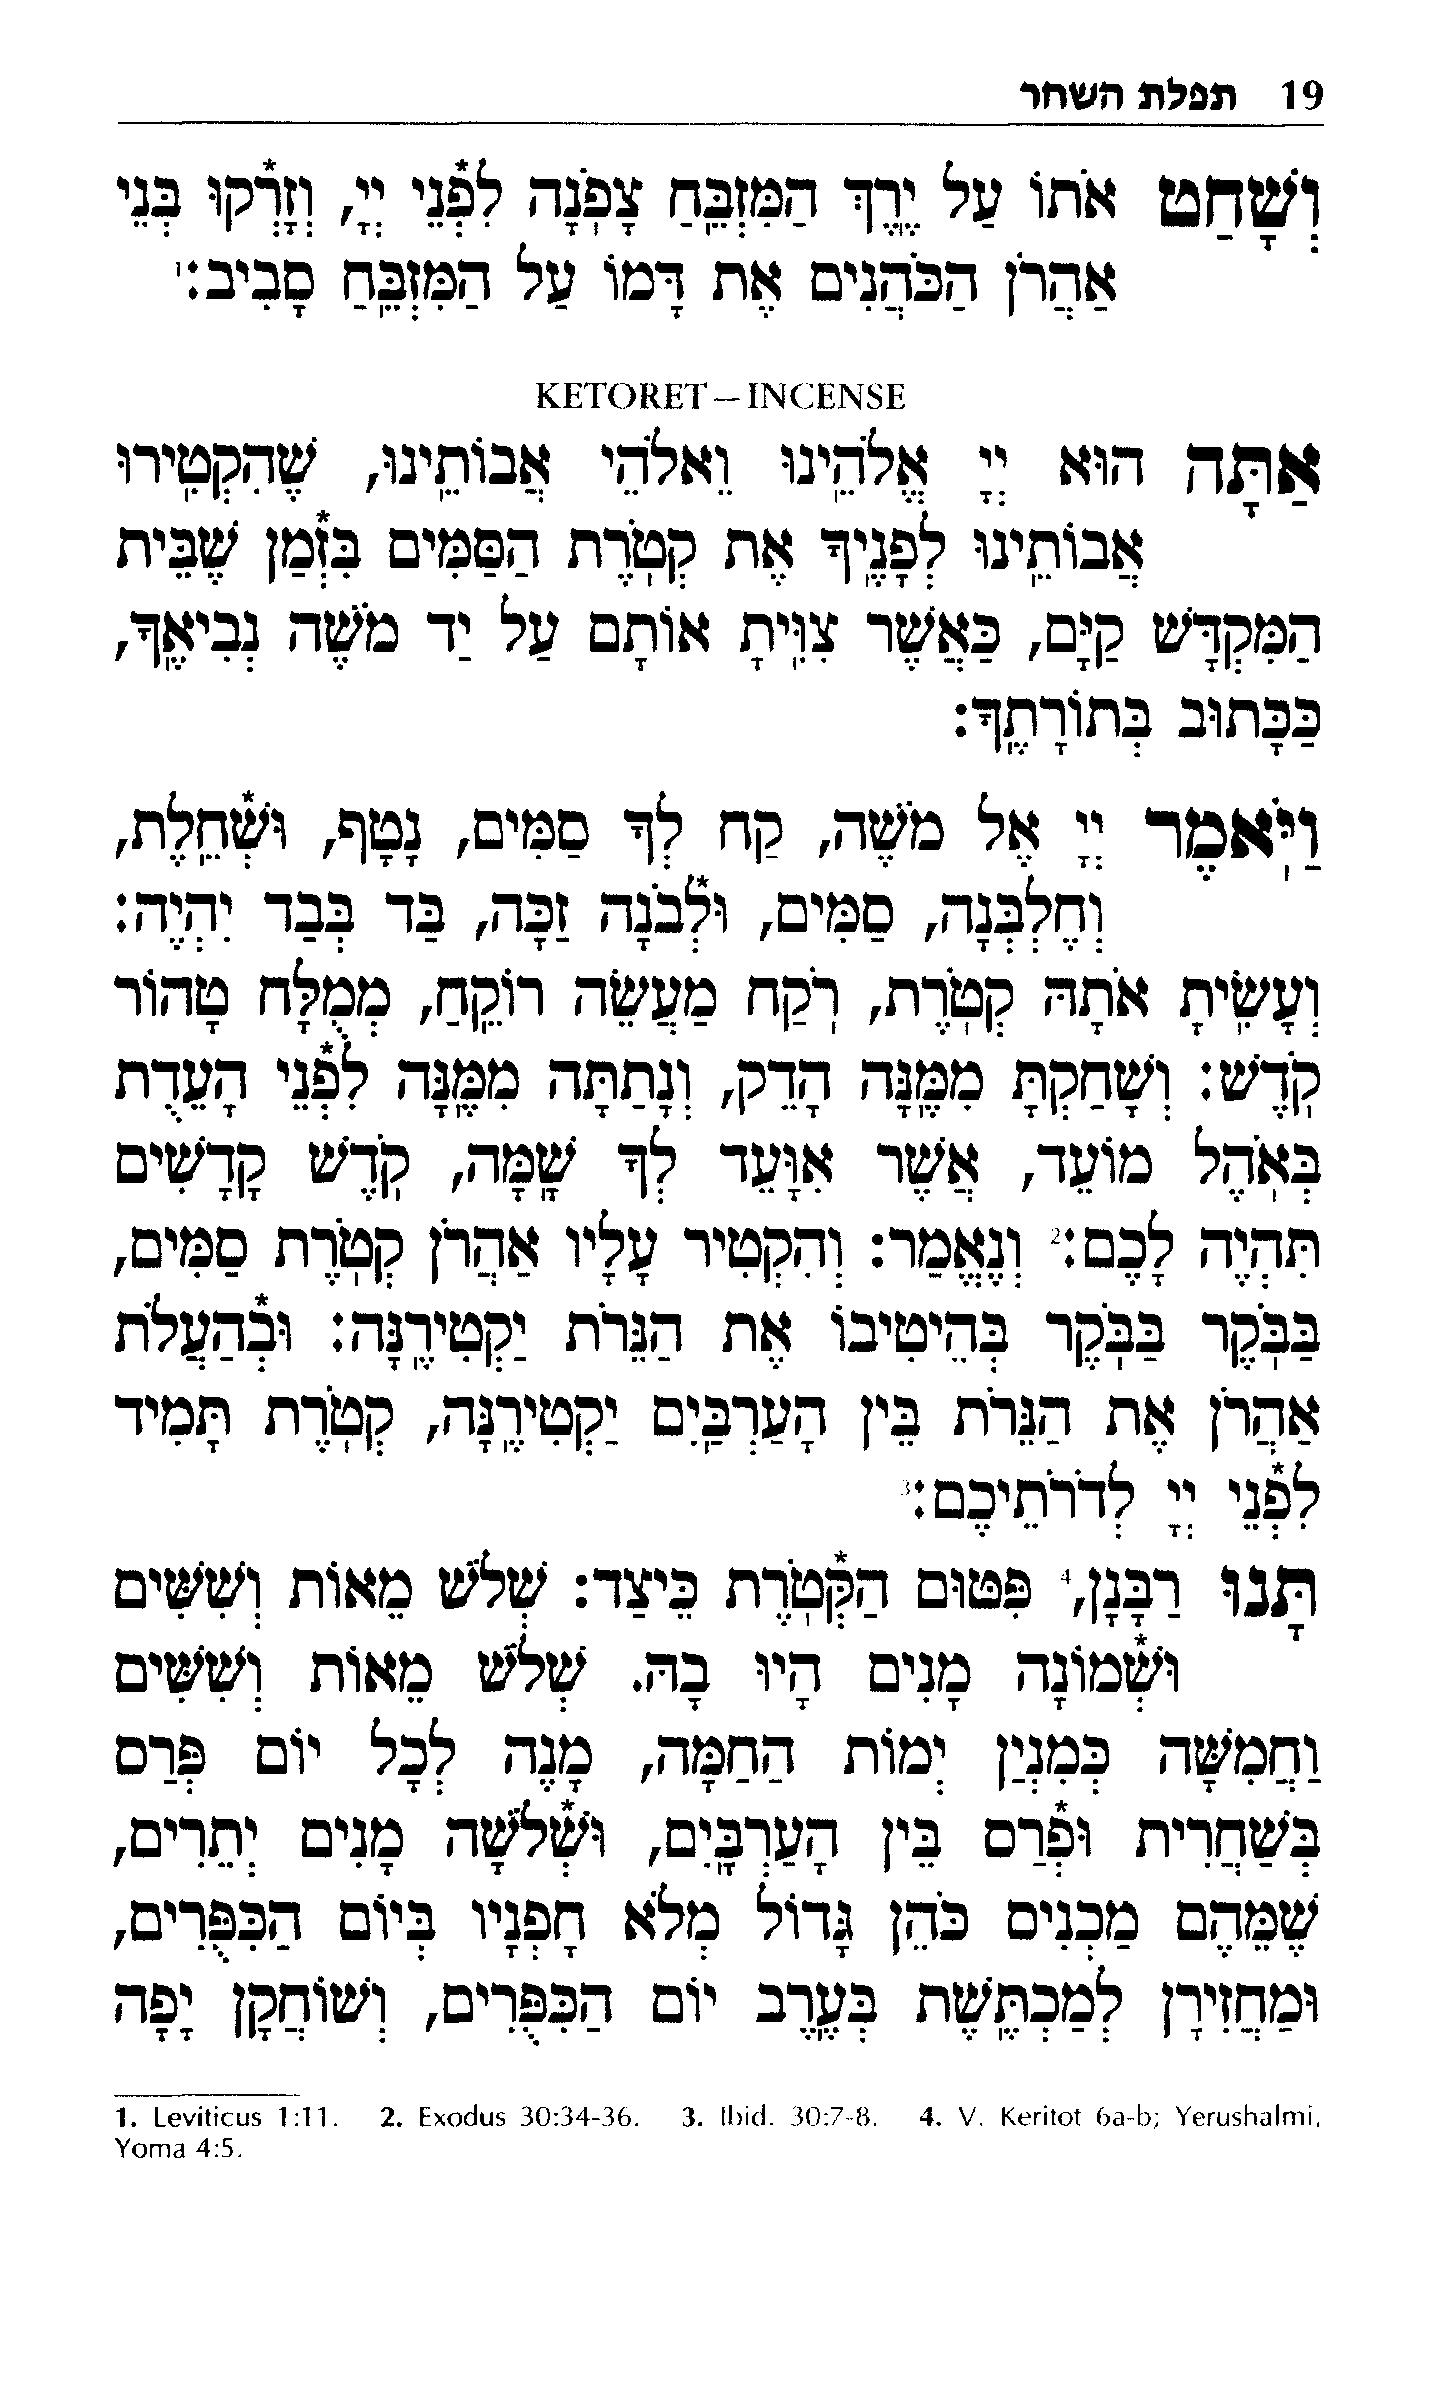 19 תפלת השחר
וְשָׁחַט אֹתוֹ עַל יֶרֶךְ הַמִּזְבֵּחַ צָפֹנָה לִפְֿנֵי יְיָ, וְזָרְֿקוּ בְּנֵי
אַהֲרֹן הַכֹּהֲנִים אֶת דָּמוֹ עַל הַמִּזְבֵּחַ סָבִיב:¹
KETORET – INCENSE
אַתָּה הוּא יְיָ אֱלֹהֵינוּ וֵאלֹהֵי אֲבוֹתֵינוּ, שֶׁהִקְטִירוּ
אֲבוֹתֵינוּ לְפָנֶיךָ אֶת קְטֹרֶת הַסַּמִּים בִּזְֿמַן שֶׁבֵּית
הַמִּקְדָּשׁ קַיָּם, כַּאֲשֶׁר צִוִּיתָ אוֹתָם עַל יַד מֹשֶׁה נְבִיאֶךָ,
כַּכָּתוּב בְּתוֹרָתֶךָ:
וַיֹּאמֶר יְיָ אֶל מֹשֶׁה, קַח לְךָ סַמִּים, נָטָף, וּשְֿׁחֵלֶת,
וְחֶלְבְּנָה, סַמִּים, וּלְֿבֹנָה זַכָּה, בַּד בְּבַד יִהְיֶה:
וְעָשִׂיתָ אֹתָהּ קְטֹרֶת, רֹקַח מַעֲשֵׂה רוֹקֵחַ, מְמֻלָּח טָהוֹר
קֹדֶשׁ: וְשָׁחַקְתָּ מִמֶּנָּה הָדֵק, וְנָתַתָּה מִמֶּנָּה לִפְֿנֵי הָעֵדֻת
בְּאֹהֶל מוֹעֵד, אֲשֶׁר אִוָּעֵד לְךָ שָׁמָּה, קֹדֶשׁ קָדָשִׁים
תִּהְיֶה לָכֶם:² וְנֶאֱמַר: וְהִקְטִיר עָלָיו אַהֲרֹן קְטֹרֶת סַמִּים,
בַּבֹּקֶר בַּבֹּקֶר בְּהֵיטִיבוֹ אֶת הַנֵּרֹת יַקְטִירֶנָּה: וּבְֿהַעֲלֹת
אַהֲרֹן אֶת הַנֵּרֹת בֵּין הָעַרְבַּיִם יַקְטִירֶנָּה, קְטֹרֶת תָּמִיד
לִפְֿנֵי יְיָ לְדֹרֹתֵיכֶם:³
תָּנוּ רַבָּנָן,⁴ פִּטּוּם הַקְּֿטֹרֶת כֵּיצַד: שְׁלֹשׁ מֵאוֹת וְשִׁשִּׁים
וּשְֿׁמוֹנָה מָנִים הָיוּ בָהּ. שְׁלֹשׁ מֵאוֹת וְשִׁשִּׁים
וַחֲמִשָּׁה כְּמִנְיַן יְמוֹת הַחַמָּה, מָנֶה לְכָל יוֹם פְּרַס
בְּשַׁחֲרִית וּפְֿרַס בֵּין הָעַרְבָּיִם, וּשְֿׁלֹשָׁה מָנִים יְתֵרִים,
שֶׁמֵּהֶם מַכְנִים כֹּהֵן גָּדוֹל מְלֹא חָפְנָיו בְּיוֹם הַכִּפֻּרִים,
וּמַחֲזִירָן לְמַכְתֶּשֶׁת בְּעֶרֶב יוֹם הַכִּפֻּרִים, וְשׁוֹחֲקָן יָפָה
1. Leviticus 1:11. 2. Exodus 30:34-36. 3. Ibid. 30:7-8. 4. V. Keritot 6a-b; Yerushalmi,
Yoma 4:5.